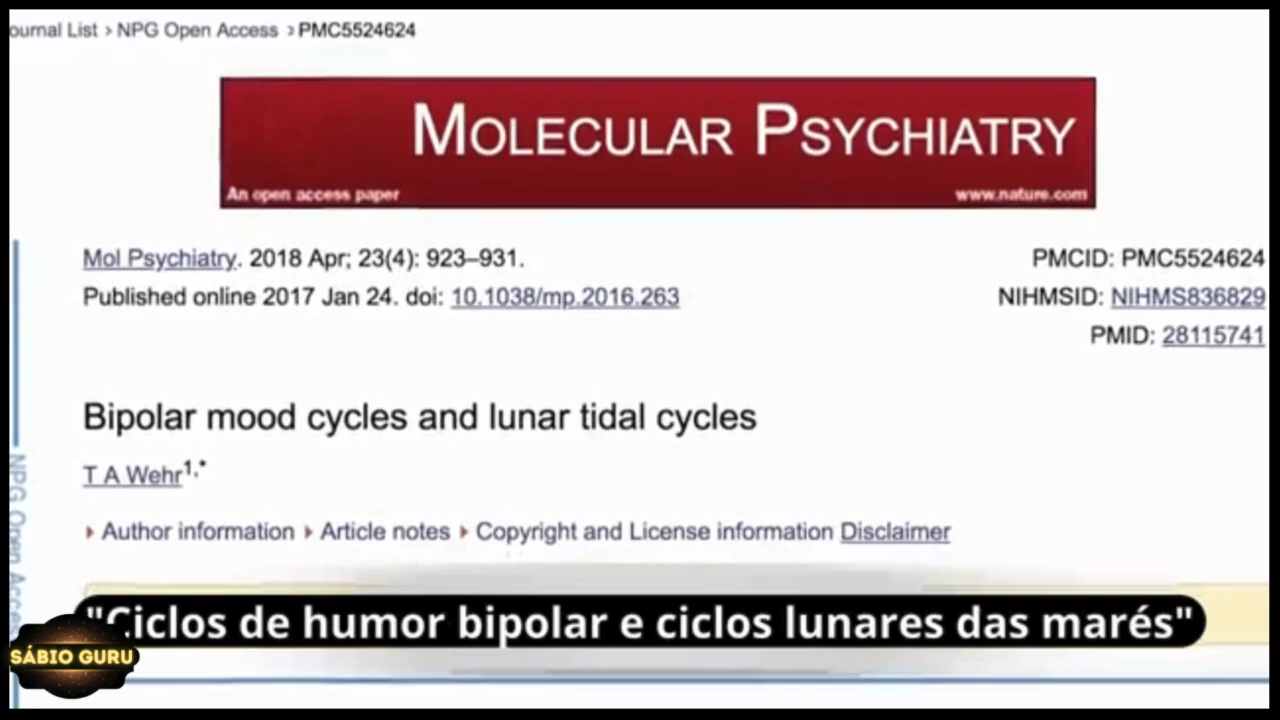 ournal List > NPG Open Access > PMC5524624
MOLECULAR PSYCHIATRY
An open access paper
www.nature.com
Mol Psychiatry. 2018 Apr; 23(4): 923–931.
Published online 2017 Jan 24. doi: 10.1038/mp.2016.263
PMCID: PMC5524624
NIHMSID: NIHMS836829
PMID: 28115741
Bipolar mood cycles and lunar tidal cycles
T A Wehr1,*
Author information Article notes Copyright and License information Disclaimer
NPG Open Acce
"Ciclos de humor bipolar e ciclos lunares das marés"
SÁBIO GURU